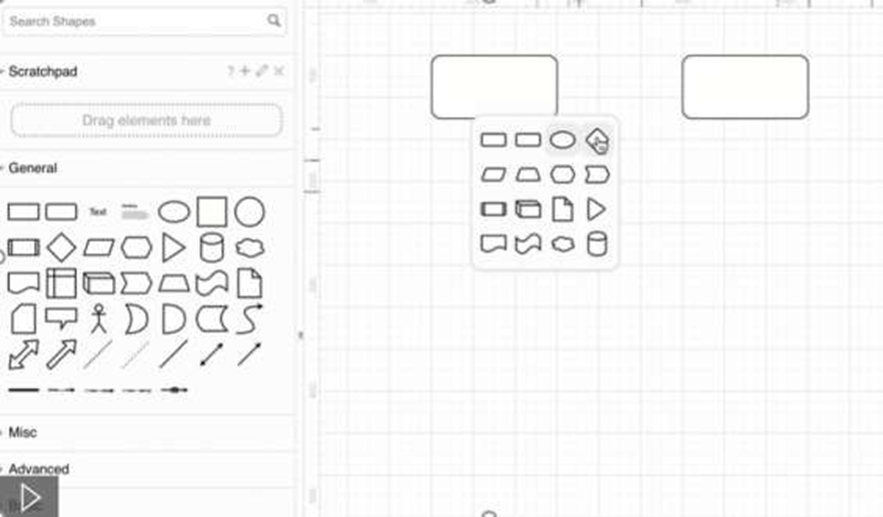 Search Shapes
Scratchpad
?
Drag elements here
General
Text
Misc
Advanced